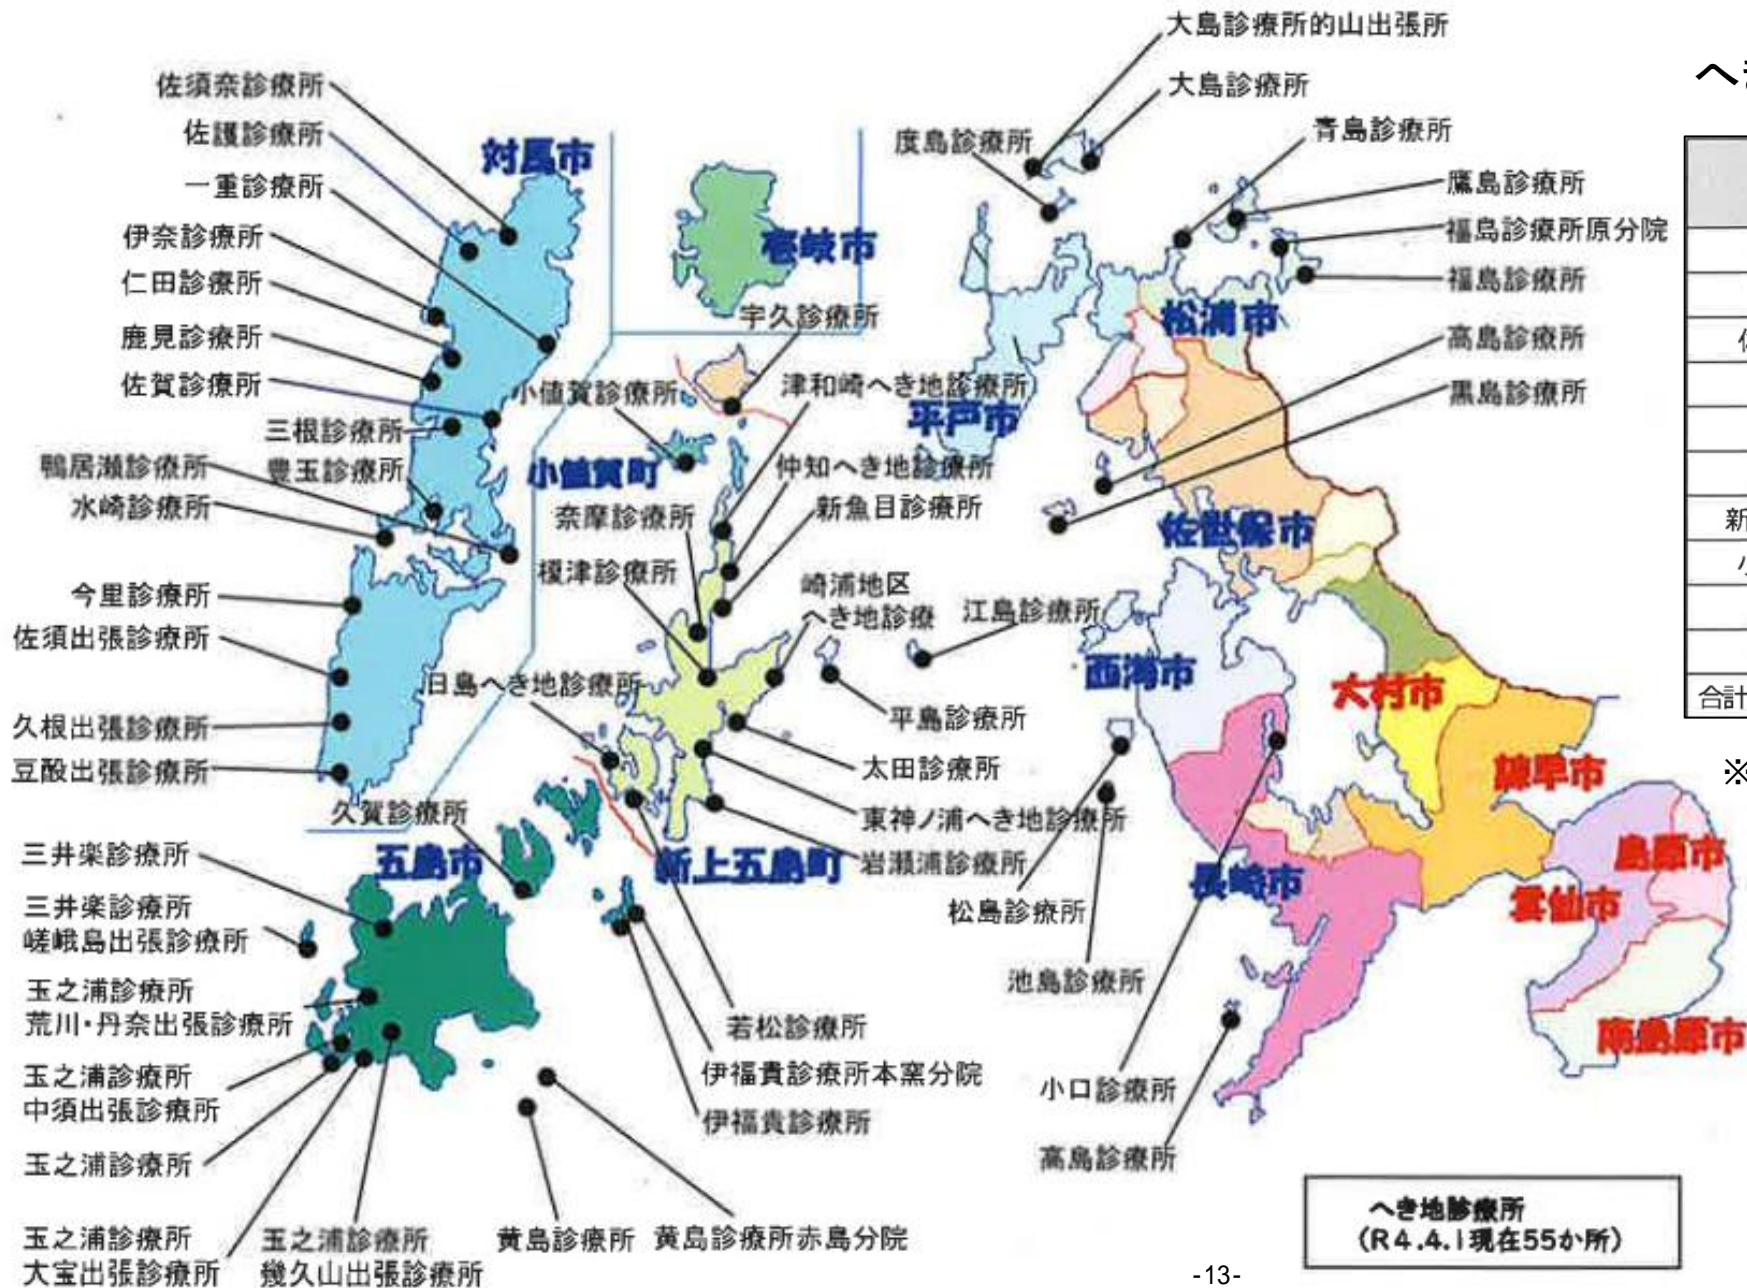 大島診療所的山出張所
へき
佐須奈診療所
大島診療所
佐護診療所
対馬市
度島診療所
青島診療所
一重診療所
鷹島診療所
伊奈診療所
壱岐市
福島診療所原分院
仁田診療所
福島診療所
宇久診療所
松浦市
鹿見診療所
高島診療所
佐賀診療所
小値賀診療所
津和崎へき地診療所
黒島診療所
平戸市
三根診療所
鴨居瀬診療所
豊玉診療所
小値賀町
仲知へき地診療所
水崎診療所
奈摩診療所
新魚目診療所
佐世保市
新
榎津診療所
崎浦地区
へき地診療
江島診療所
今里診療所
佐須出張診療所
日島へき地診療所
西海市
大村市
合計
久根出張診療所
平島診療所
豆酘出張診療所
太田診療所
諫早市
※
久賀診療所
東神ノ浦へき地診療所
三井楽診療所
五島市
新上五島町
岩瀬浦診療所
長崎市
島原市
三井楽診療所
嵯峨島出張診療所
松島診療所
雲仙市
玉之浦診療所
荒川・丹奈出張診療所
池島診療所
若松診療所
南島原市
玉之浦診療所
中須出張診療所
伊福貴診療所本窯分院
小口診療所
伊福貴診療所
玉之浦診療所
高島診療所
玉之浦診療所
大宝出張診療所
玉之浦診療所
幾久山出張診療所
黄島診療所
黄島診療所赤島分院
へき地診療所
(R4.4.1現在55か所)
-13-